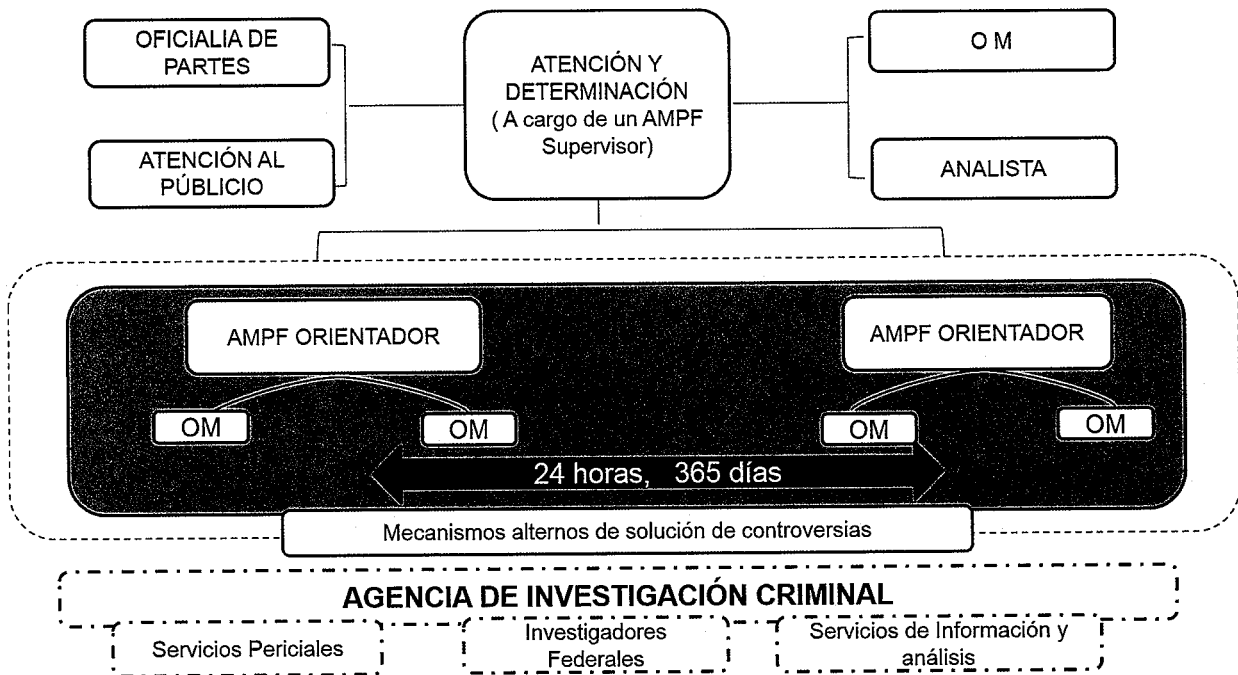 OFICIALIA DE
PARTES
ATENCIÓN Y
DETERMINACIÓN
( A cargo de un AMPF
Supervisor)
O M
ATENCIÓN AL
PÚBLICIO
ANALISTA
AMPF ORIENTADOR
AMPF ORIENTADOR
OM
OM
OM
OM
24 horas, 365 días
Mecanismos alternos de solución de controversias
AGENCIA DE INVESTIGACIÓN CRIMINAL
Servicios Periciales
Investigadores
Federales
Servicios de Información y
análisis